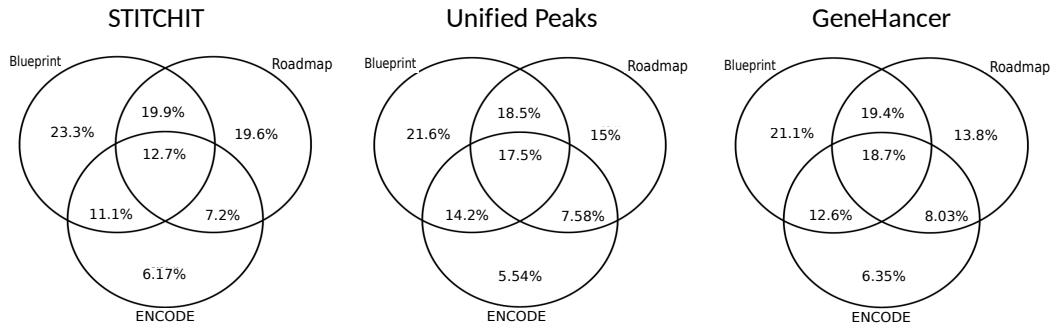 STITCHIT
Unified Peaks
GeneHancer
Blueprint
Roadmap
19.9%
23.3%
19.6%
12.7%
11.1%
7.2%
6.17%
ENCODE
Blueprint
Roadmap
18.5%
21.6%
15%
17.5%
14.2%
7.58%
5.54%
ENCODE
Blueprint
Roadmap
19.4%
21.1%
13.8%
18.7%
12.6%
8.03%
6.35%
ENCODE